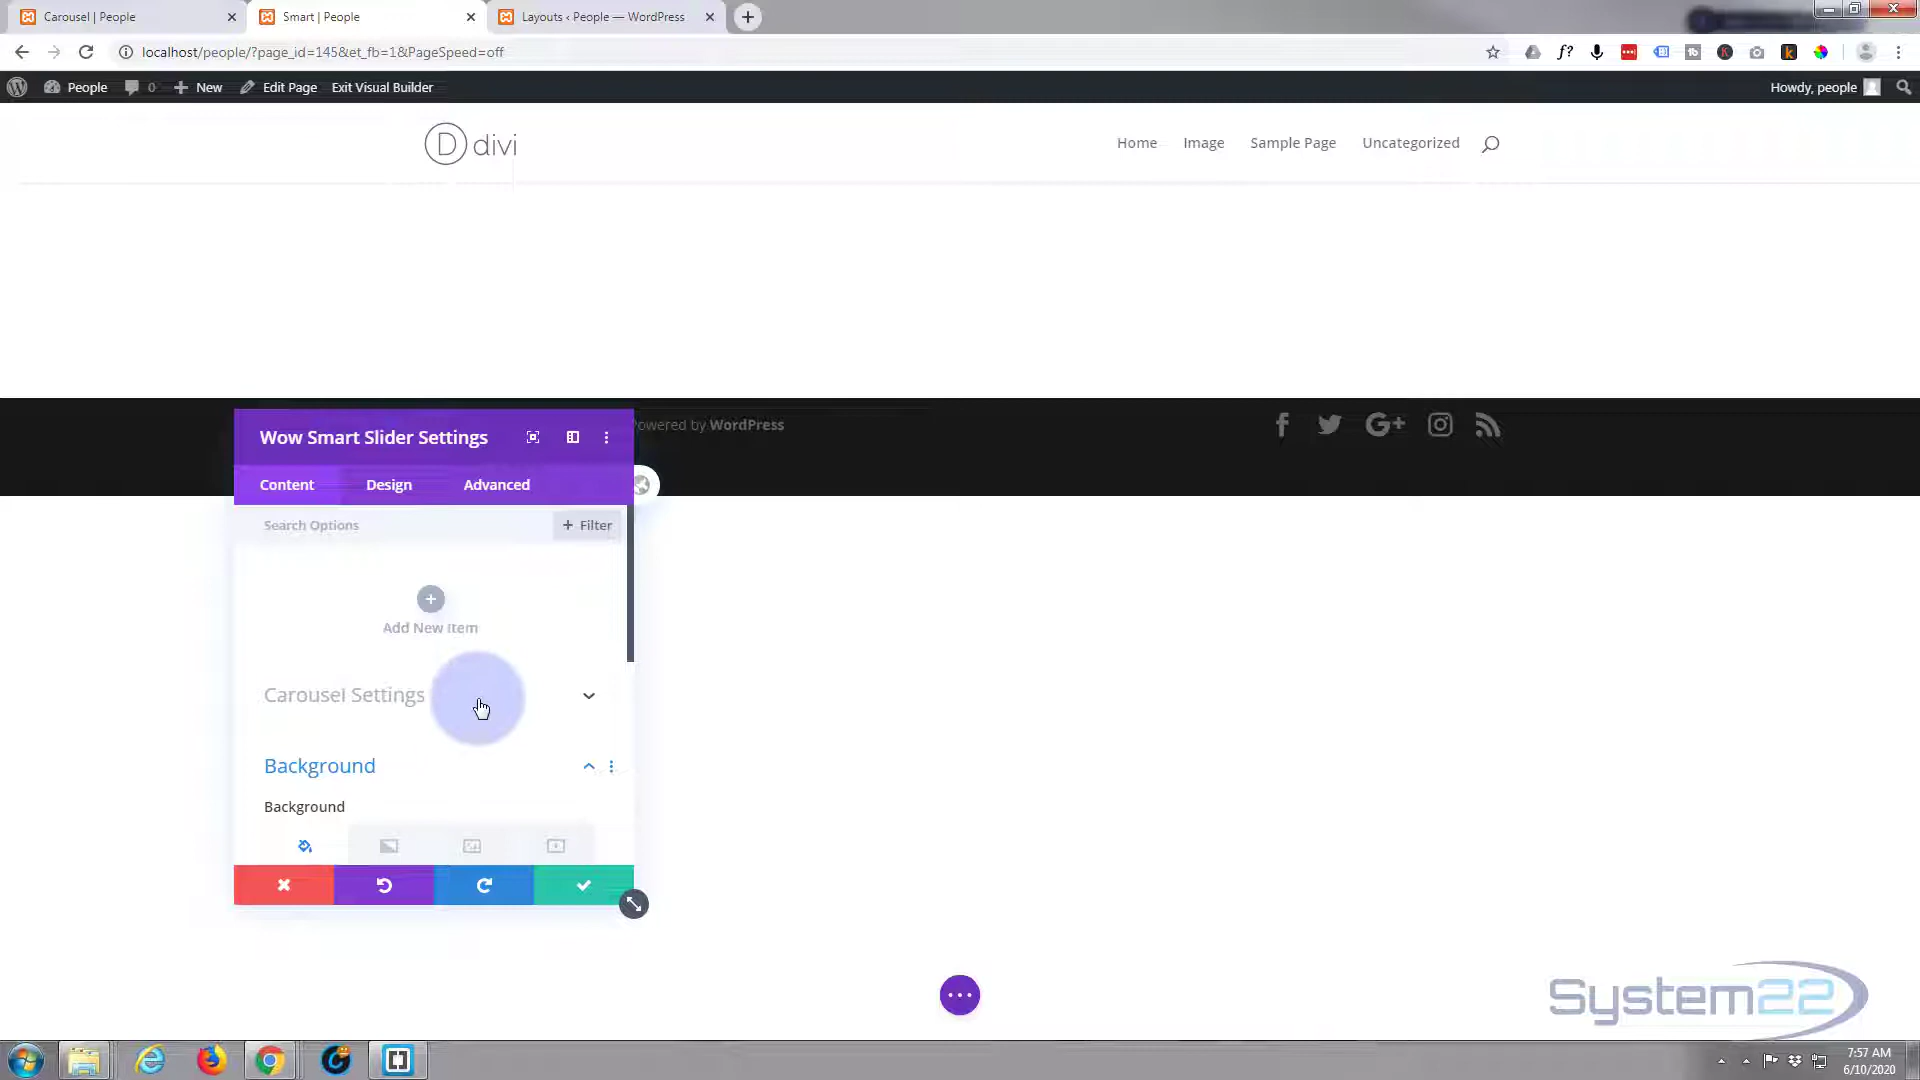 Carousel | People
Smart | People
Layouts ‹ People — WordPress
localhost/people/?page_id=145&et_fb=1&PageSpeed=off
People
0
New
Edit Page
Exit Visual Builder
Howdy, people
D divi
Home
Image
Sample Page
Uncategorized
Powered by WordPress
Wow Smart Slider Settings
Content
Design
Advanced
Search Options
+ Filter
Add New Item
Carousel Settings
Background
Background
System22
7:57 AM
6/10/2020